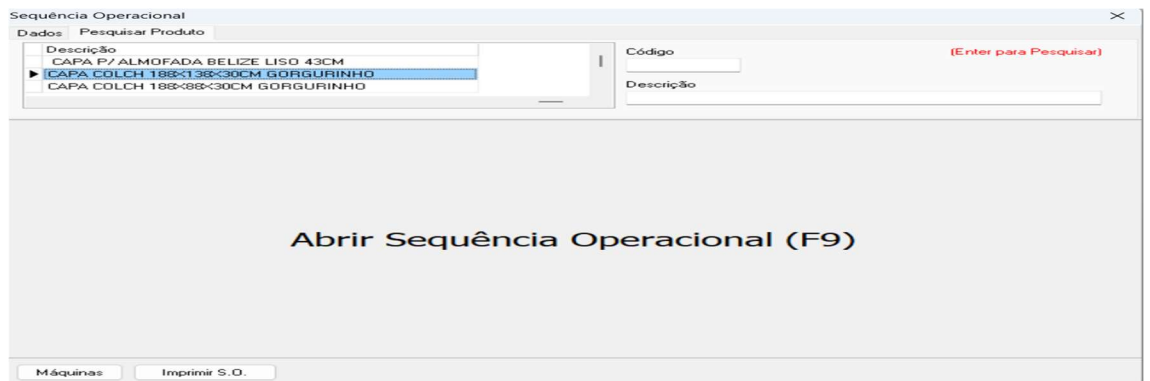 Sequência Operacional
Dados Pesquisar Produto
Descrição
CAPA P/ ALMOFADA BELIZE LISO 43CM
CAPA COLCH 188X138X30CM GORGURINHO
CAPA COLCH 188X88X30CM GORGURINHO
Código
(Enter para Pesquisar)
Descrição
Abrir Sequência Operacional (F9)
Máquinas
Imprimir S.O.